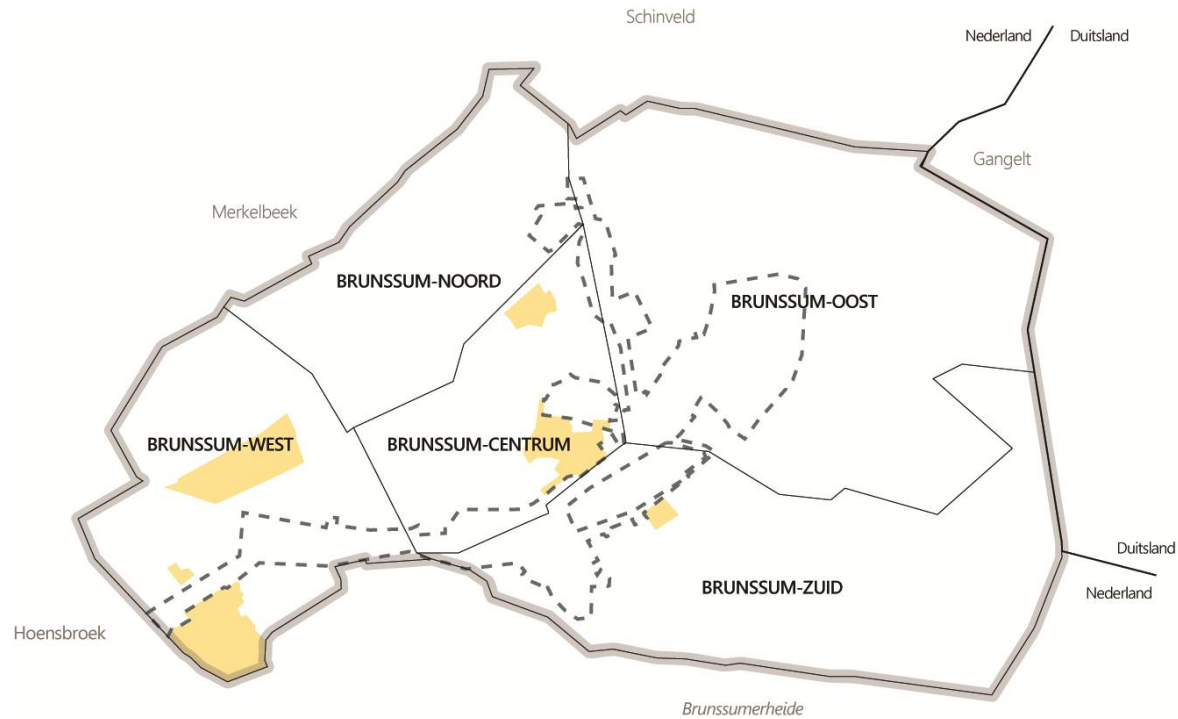 Schinveld
Nederland
Duitsland
Gangelt
Merkelbeek
BRUNSSUM-NOORD
BRUNSSUM-OOST
BRUNSSUM-WEST
BRUNSSUM-CENTRUM
Duitsland
Nederland
BRUNSSUM-ZUID
Hoensbroek
Brunssumerheide